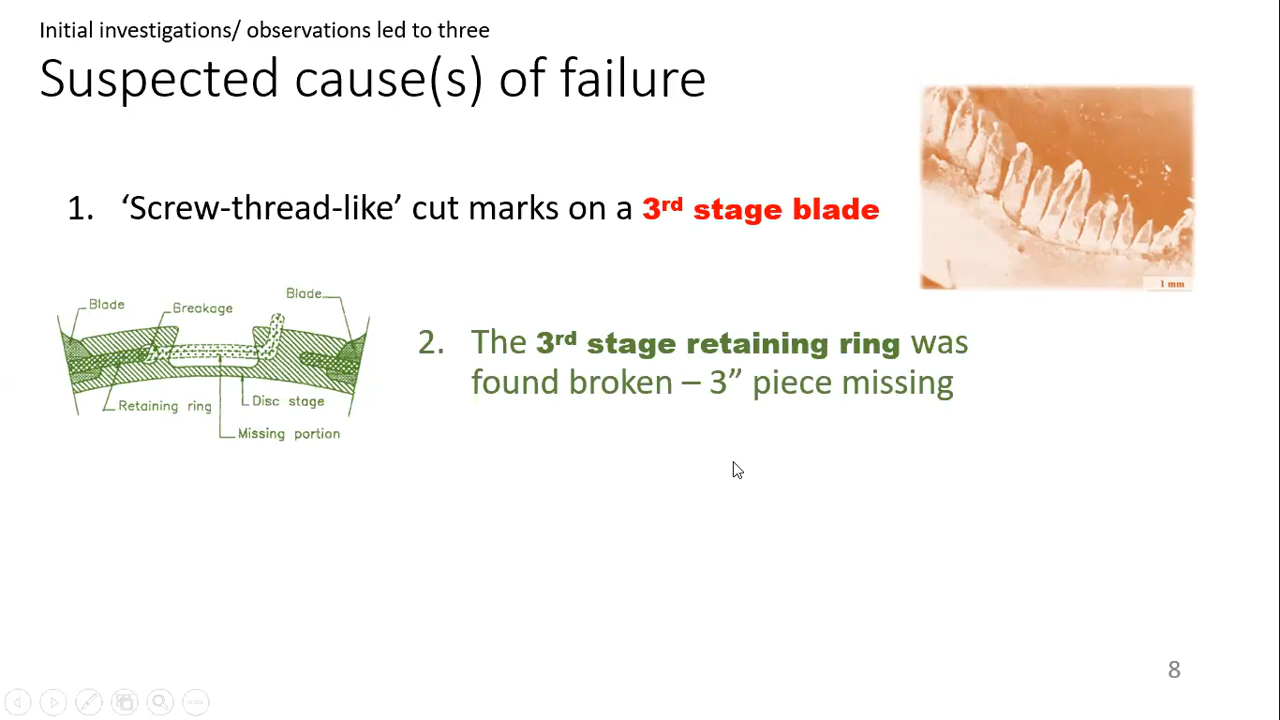 Initial investigations/ observations led to three
Suspected cause(s) of failure
1. ‘Screw-thread-like’ cut marks on a 3rd stage blade
1 mm
Blade
Breakage
Blade
Retaining ring
Disc stage
Missing portion
2. The 3rd stage retaining ring was
found broken – 3” piece missing
8